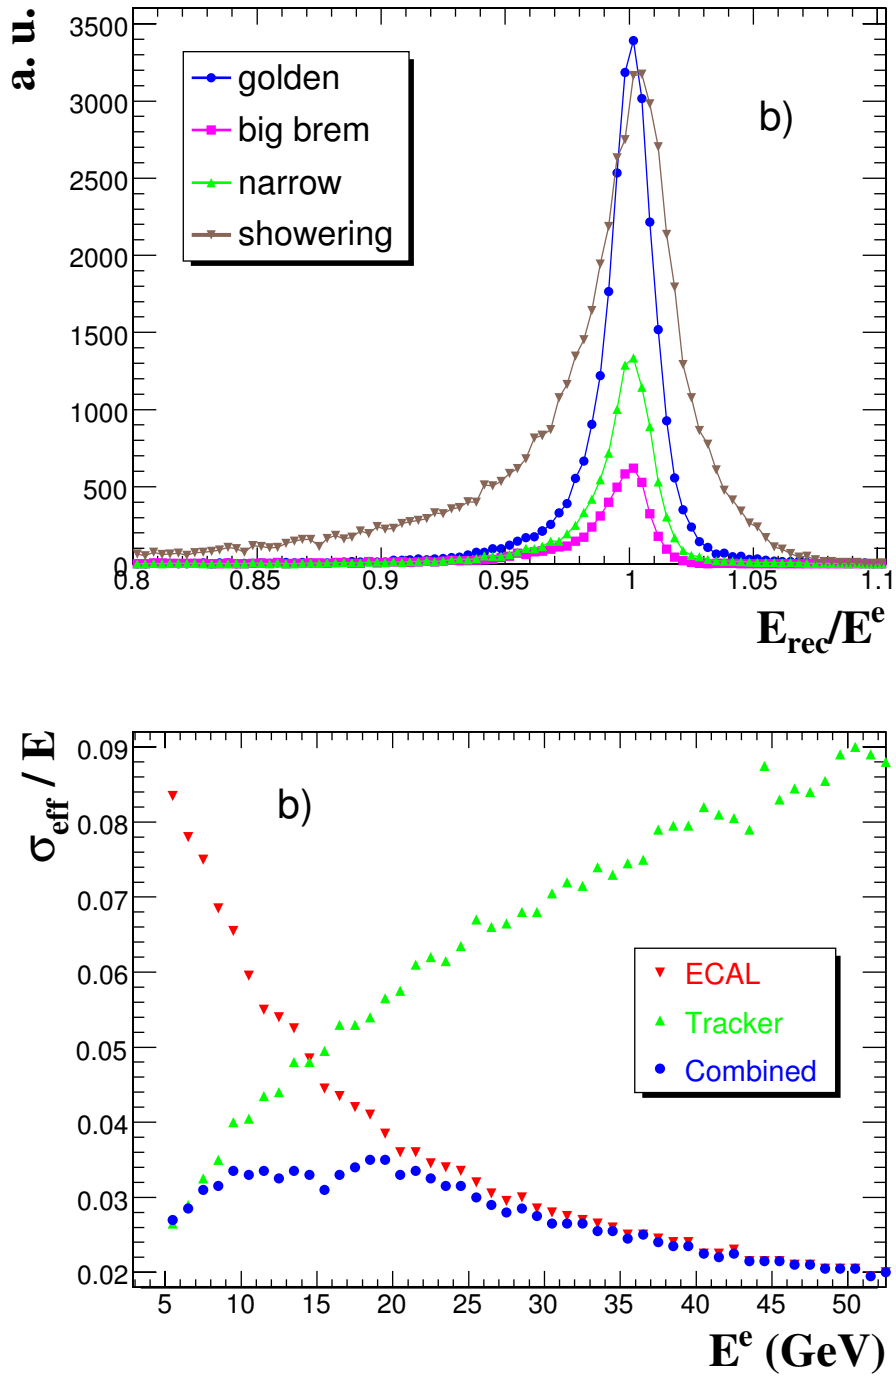 a. u.
3500
3000
2500
2000
1500
1000
500
0
golden
big brem
narrow
showering
b)
0.8 0.85 0.9 0.95 1 1.05 1.1
E_rec/E^e
σ_eff / E
0.09
0.08
0.07
0.06
0.05
0.04
0.03
0.02
b)
ECAL
Tracker
Combined
5 10 15 20 25 30 35 40 45 50
E^e (GeV)